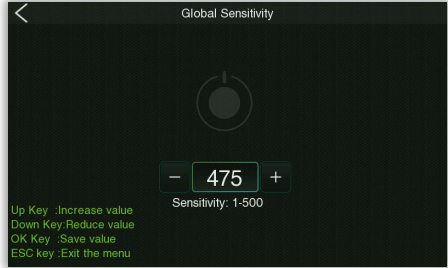 Global Sensitivity
− 475 +
Sensitivity: 1-500
Up Key :Increase value
Down Key:Reduce value
OK Key :Save value
ESC key :Exit the menu